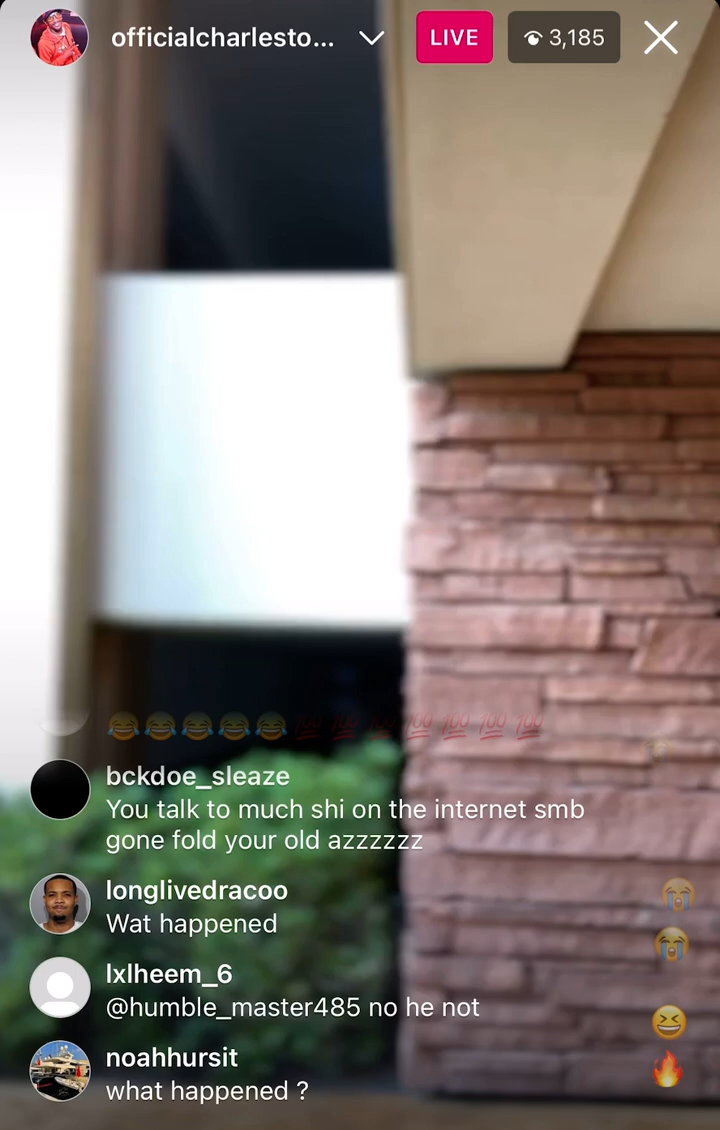 officialcharlesto...
LIVE
3,185
😂😂😂😂😂💯💯💯💯💯💯💯
bckdoe_sleaze
You talk to much shi on the internet smb
gone fold your old azzzzzz
longlivedracoo
Wat happened
lxlheem_6
@humble_master485 no he not
noahhursit
what happened ?